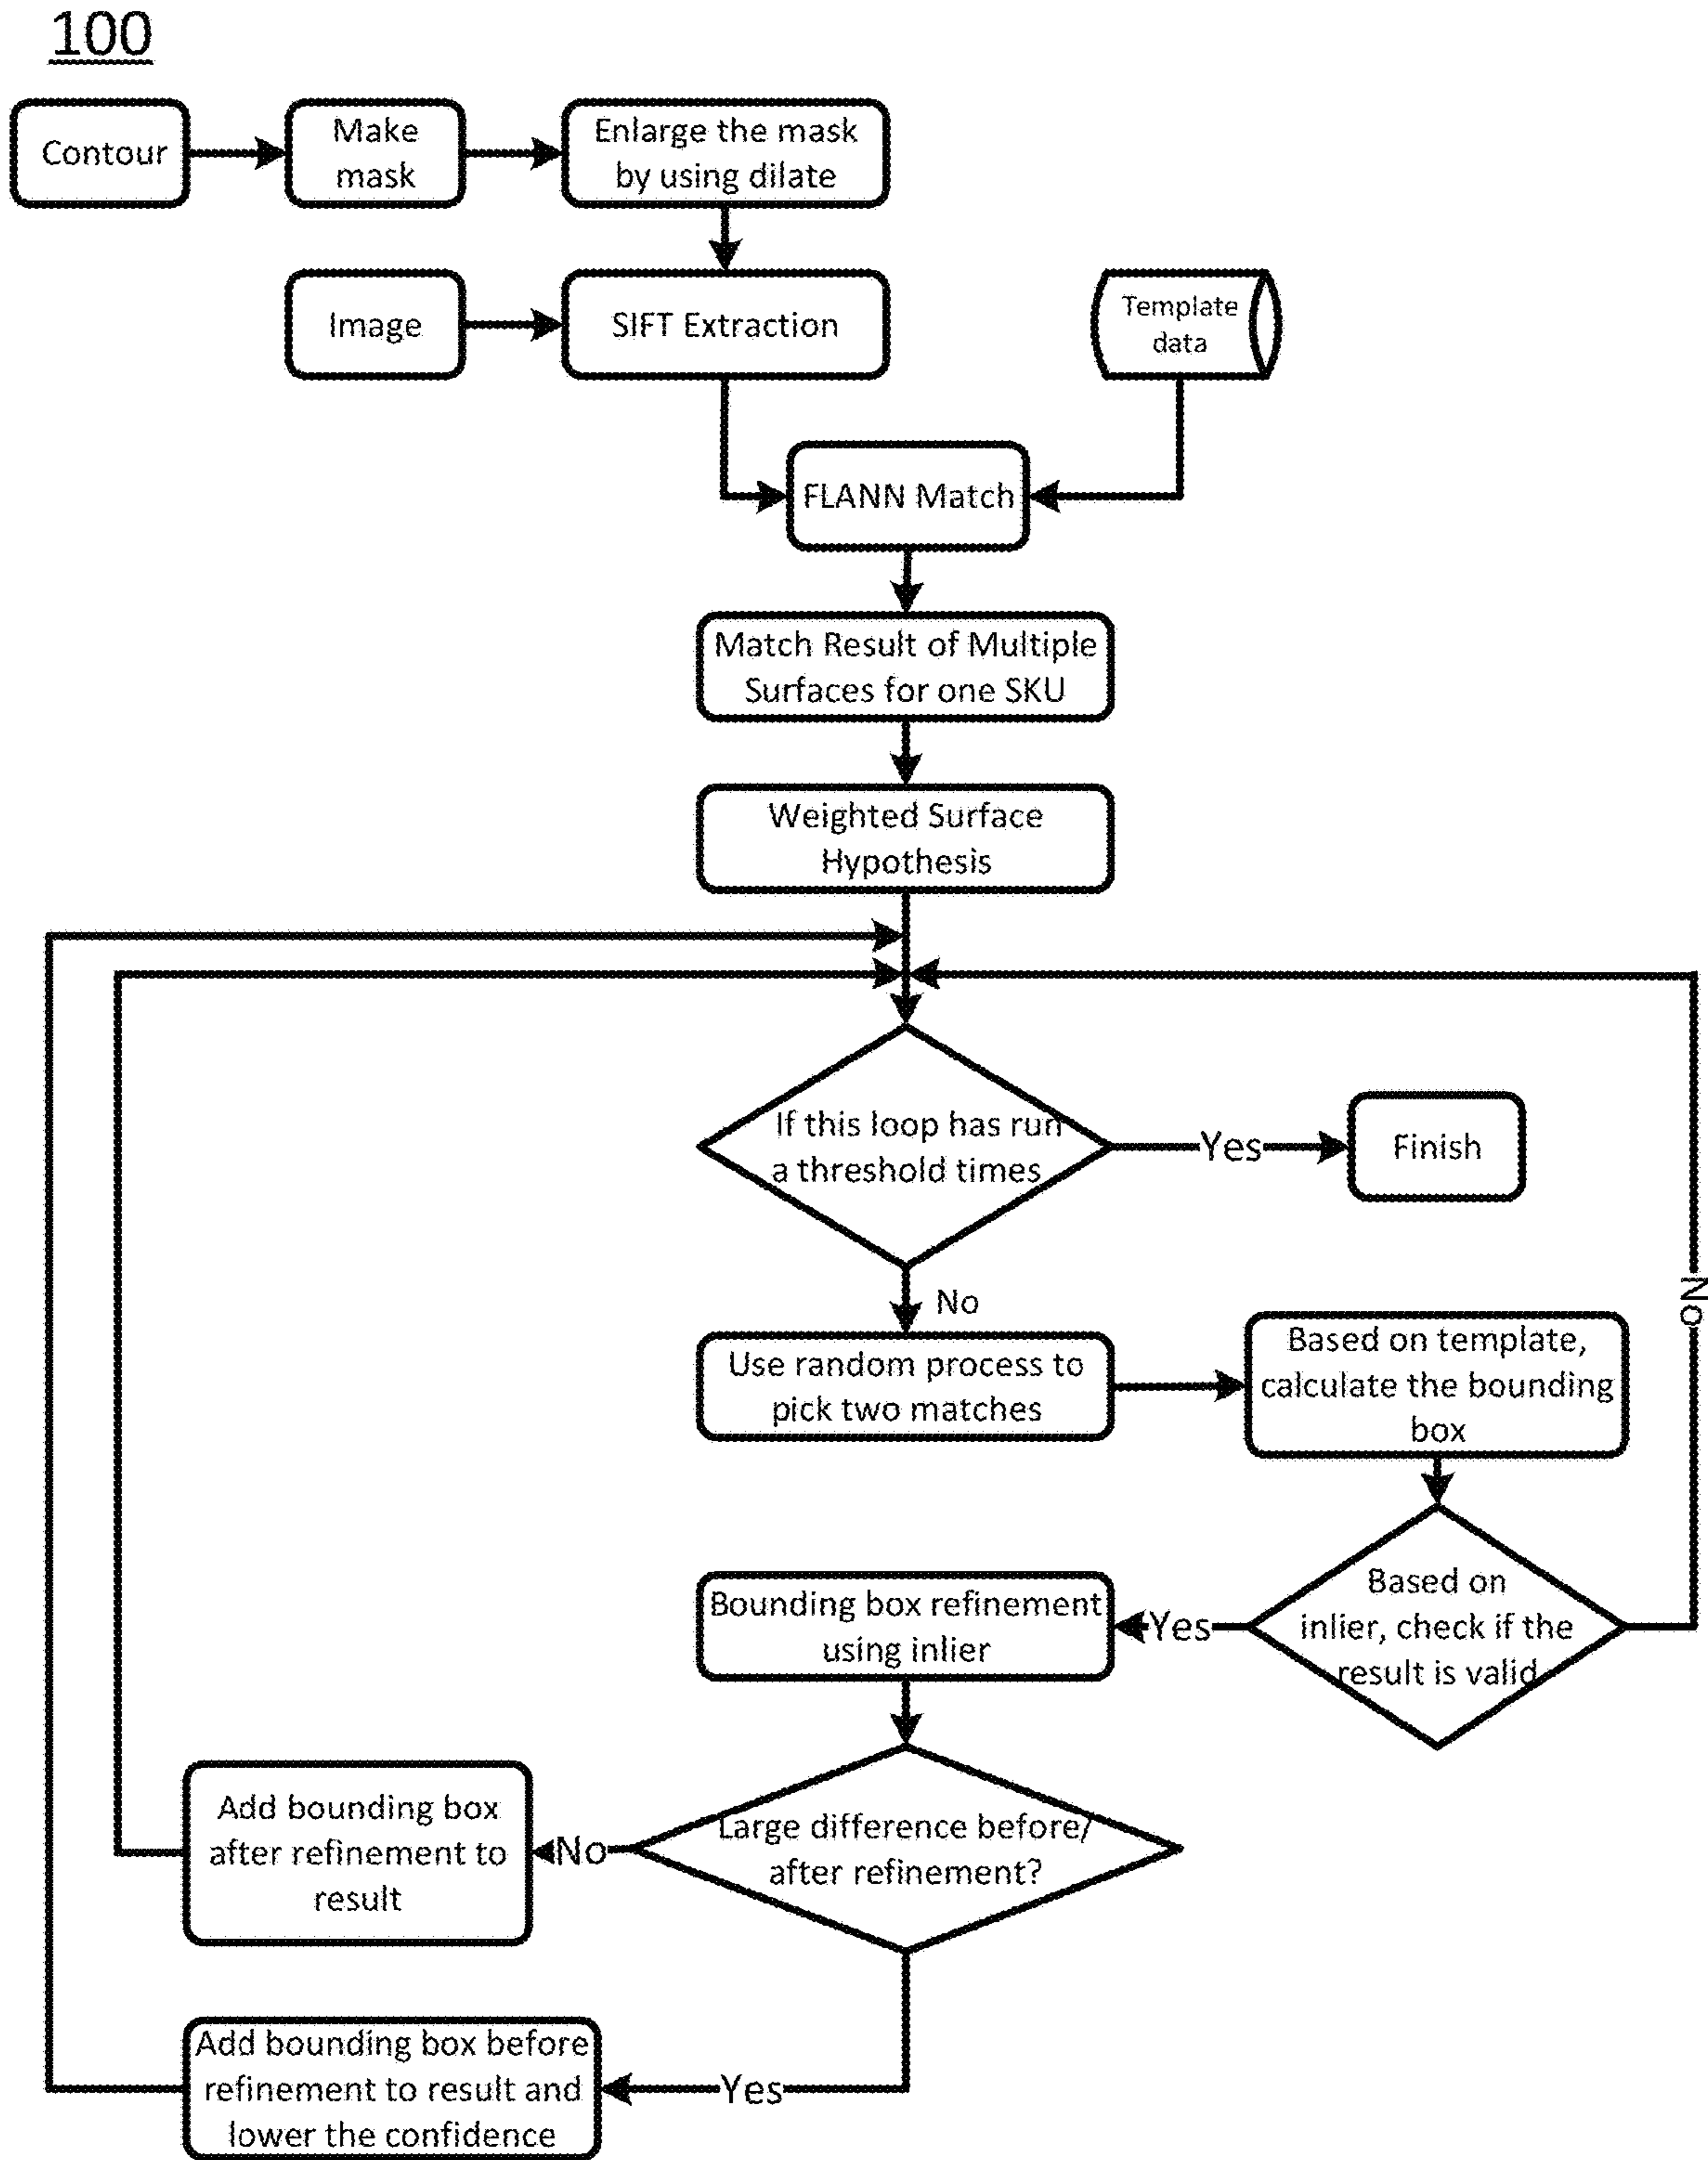 100
Contour
Make
mask
Enlarge the mask
by using dilate
Image
SIFT Extraction
Template
data
FLANN Match
Match Result of Multiple
Surfaces for one SKU
Weighted Surface
Hypothesis
If this loop has run
a threshold times
Yes
Finish
No
Use random process to
pick two matches
Based on template,
calculate the bounding
box
No
Based on
inlier, check if the
result is valid
Yes
Bounding box refinement
using inlier
Large difference before/
after refinement?
No
Add bounding box
after refinement to
result
Yes
Add bounding box before
refinement to result and
lower the confidence